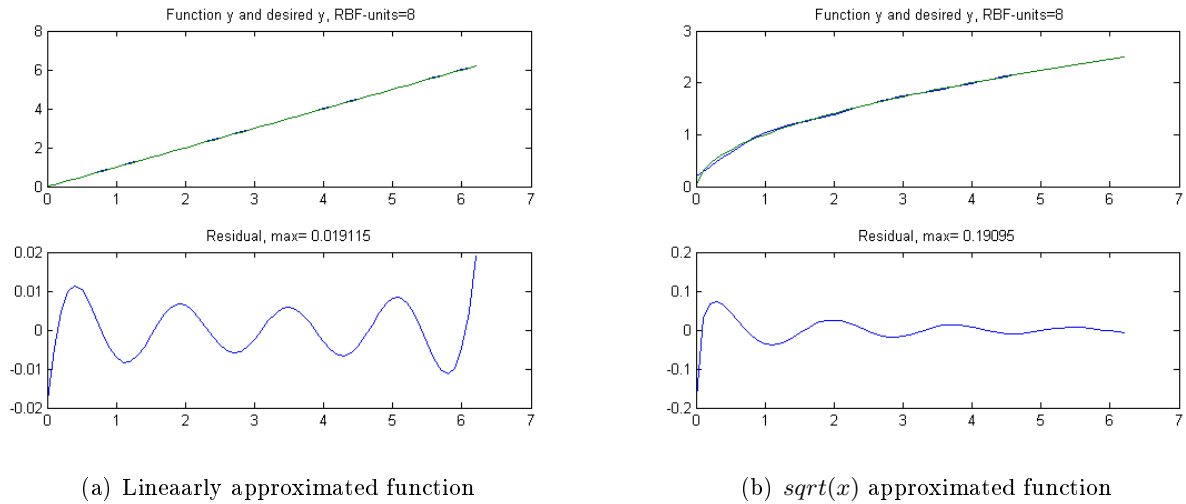 Function y and desired y, RBF-units=8
8
6
4
2
0
0 1 2 3 4 5 6 7
Residual, max= 0.019115
0.02
0.01
0
-0.01
-0.02
0 1 2 3 4 5 6 7
(a) Lineaarly approximated function
Function y and desired y, RBF-units=8
3
2
1
0
0 1 2 3 4 5 6 7
Residual, max= 0.19095
0.2
0.1
0
-0.1
-0.2
0 1 2 3 4 5 6 7
(b) sqrt(x) approximated function